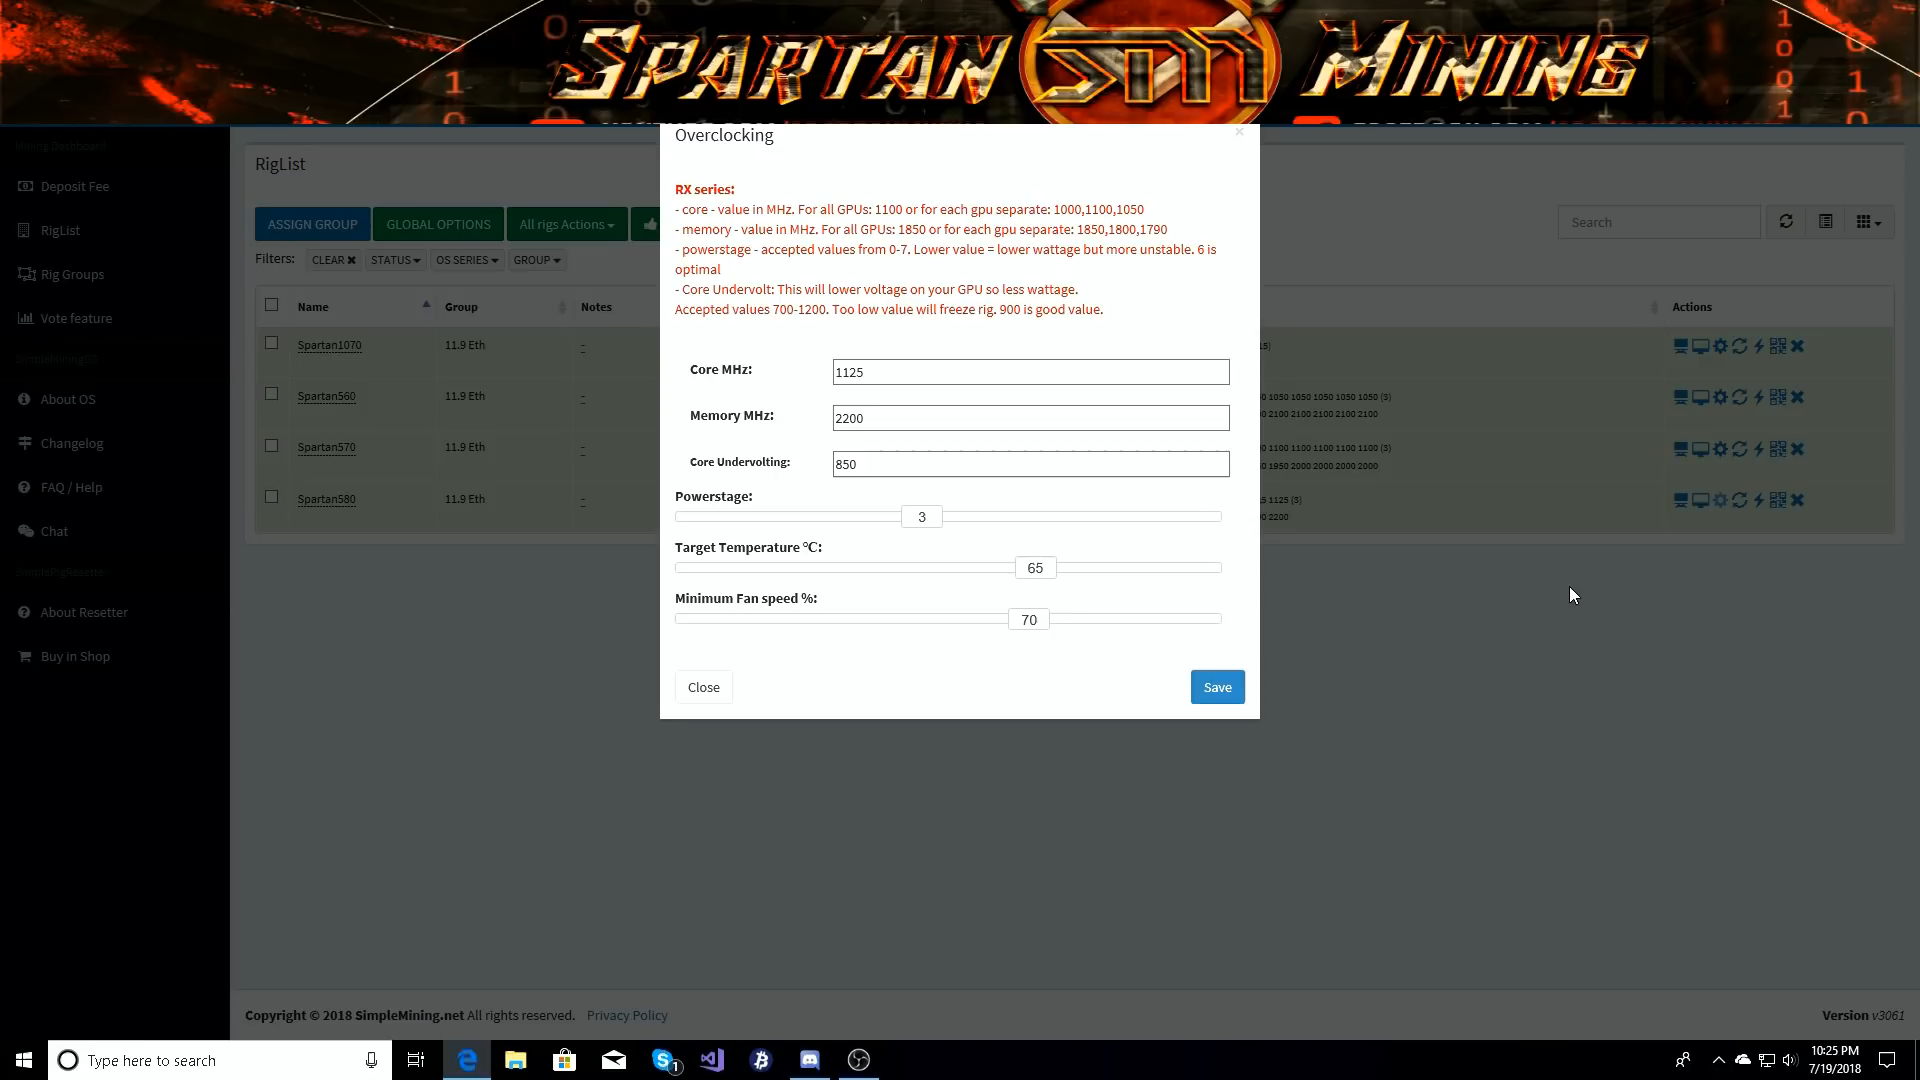 SPARTAN SM MINING
Overclocking
×
Mining Dashboard
Deposit Fee
RigList
Rig Groups
Vote feature
SimpleMiningOS
About OS
Changelog
FAQ / Help
Chat
SimpleRigResetter
About Resetter
Buy in Shop
RigList
ASSIGN GROUP
GLOBAL OPTIONS
All rigs Actions
Search
Filters:
CLEAR ✖
STATUS
OS SERIES
GROUP
Name
Group
Notes
Actions
Spartan1070
11.9 Eth
-
Spartan560
11.9 Eth
-
0 1050 1050 1050 1050 1050 (3)
0 2100 2100 2100 2100 2100
Spartan570
11.9 Eth
-
0 1100 1100 1100 1100 1100 (3)
0 1950 2000 2000 2000 2000
Spartan580
11.9 Eth
-
5 1125 (3)
0 2200
RX series:
- core - value in MHz. For all GPUs: 1100 or for each gpu separate: 1000,1100,1050
- memory - value in MHz. For all GPUs: 1850 or for each gpu separate: 1850,1800,1790
- powerstage - accepted values from 0-7. Lower value = lower wattage but more unstable. 6 is
optimal
- Core Undervolt: This will lower voltage on your GPU so less wattage.
Accepted values 700-1200. Too low value will freeze rig. 900 is good value.
Core MHz:
1125
Memory MHz:
2200
Core Undervolting:
850
Powerstage:
3
Target Temperature °C:
65
Minimum Fan speed %:
70
Close
Save
Copyright © 2018 SimpleMining.net All rights reserved. Privacy Policy
Version v3061
Type here to search
1
10:25 PM
7/19/2018